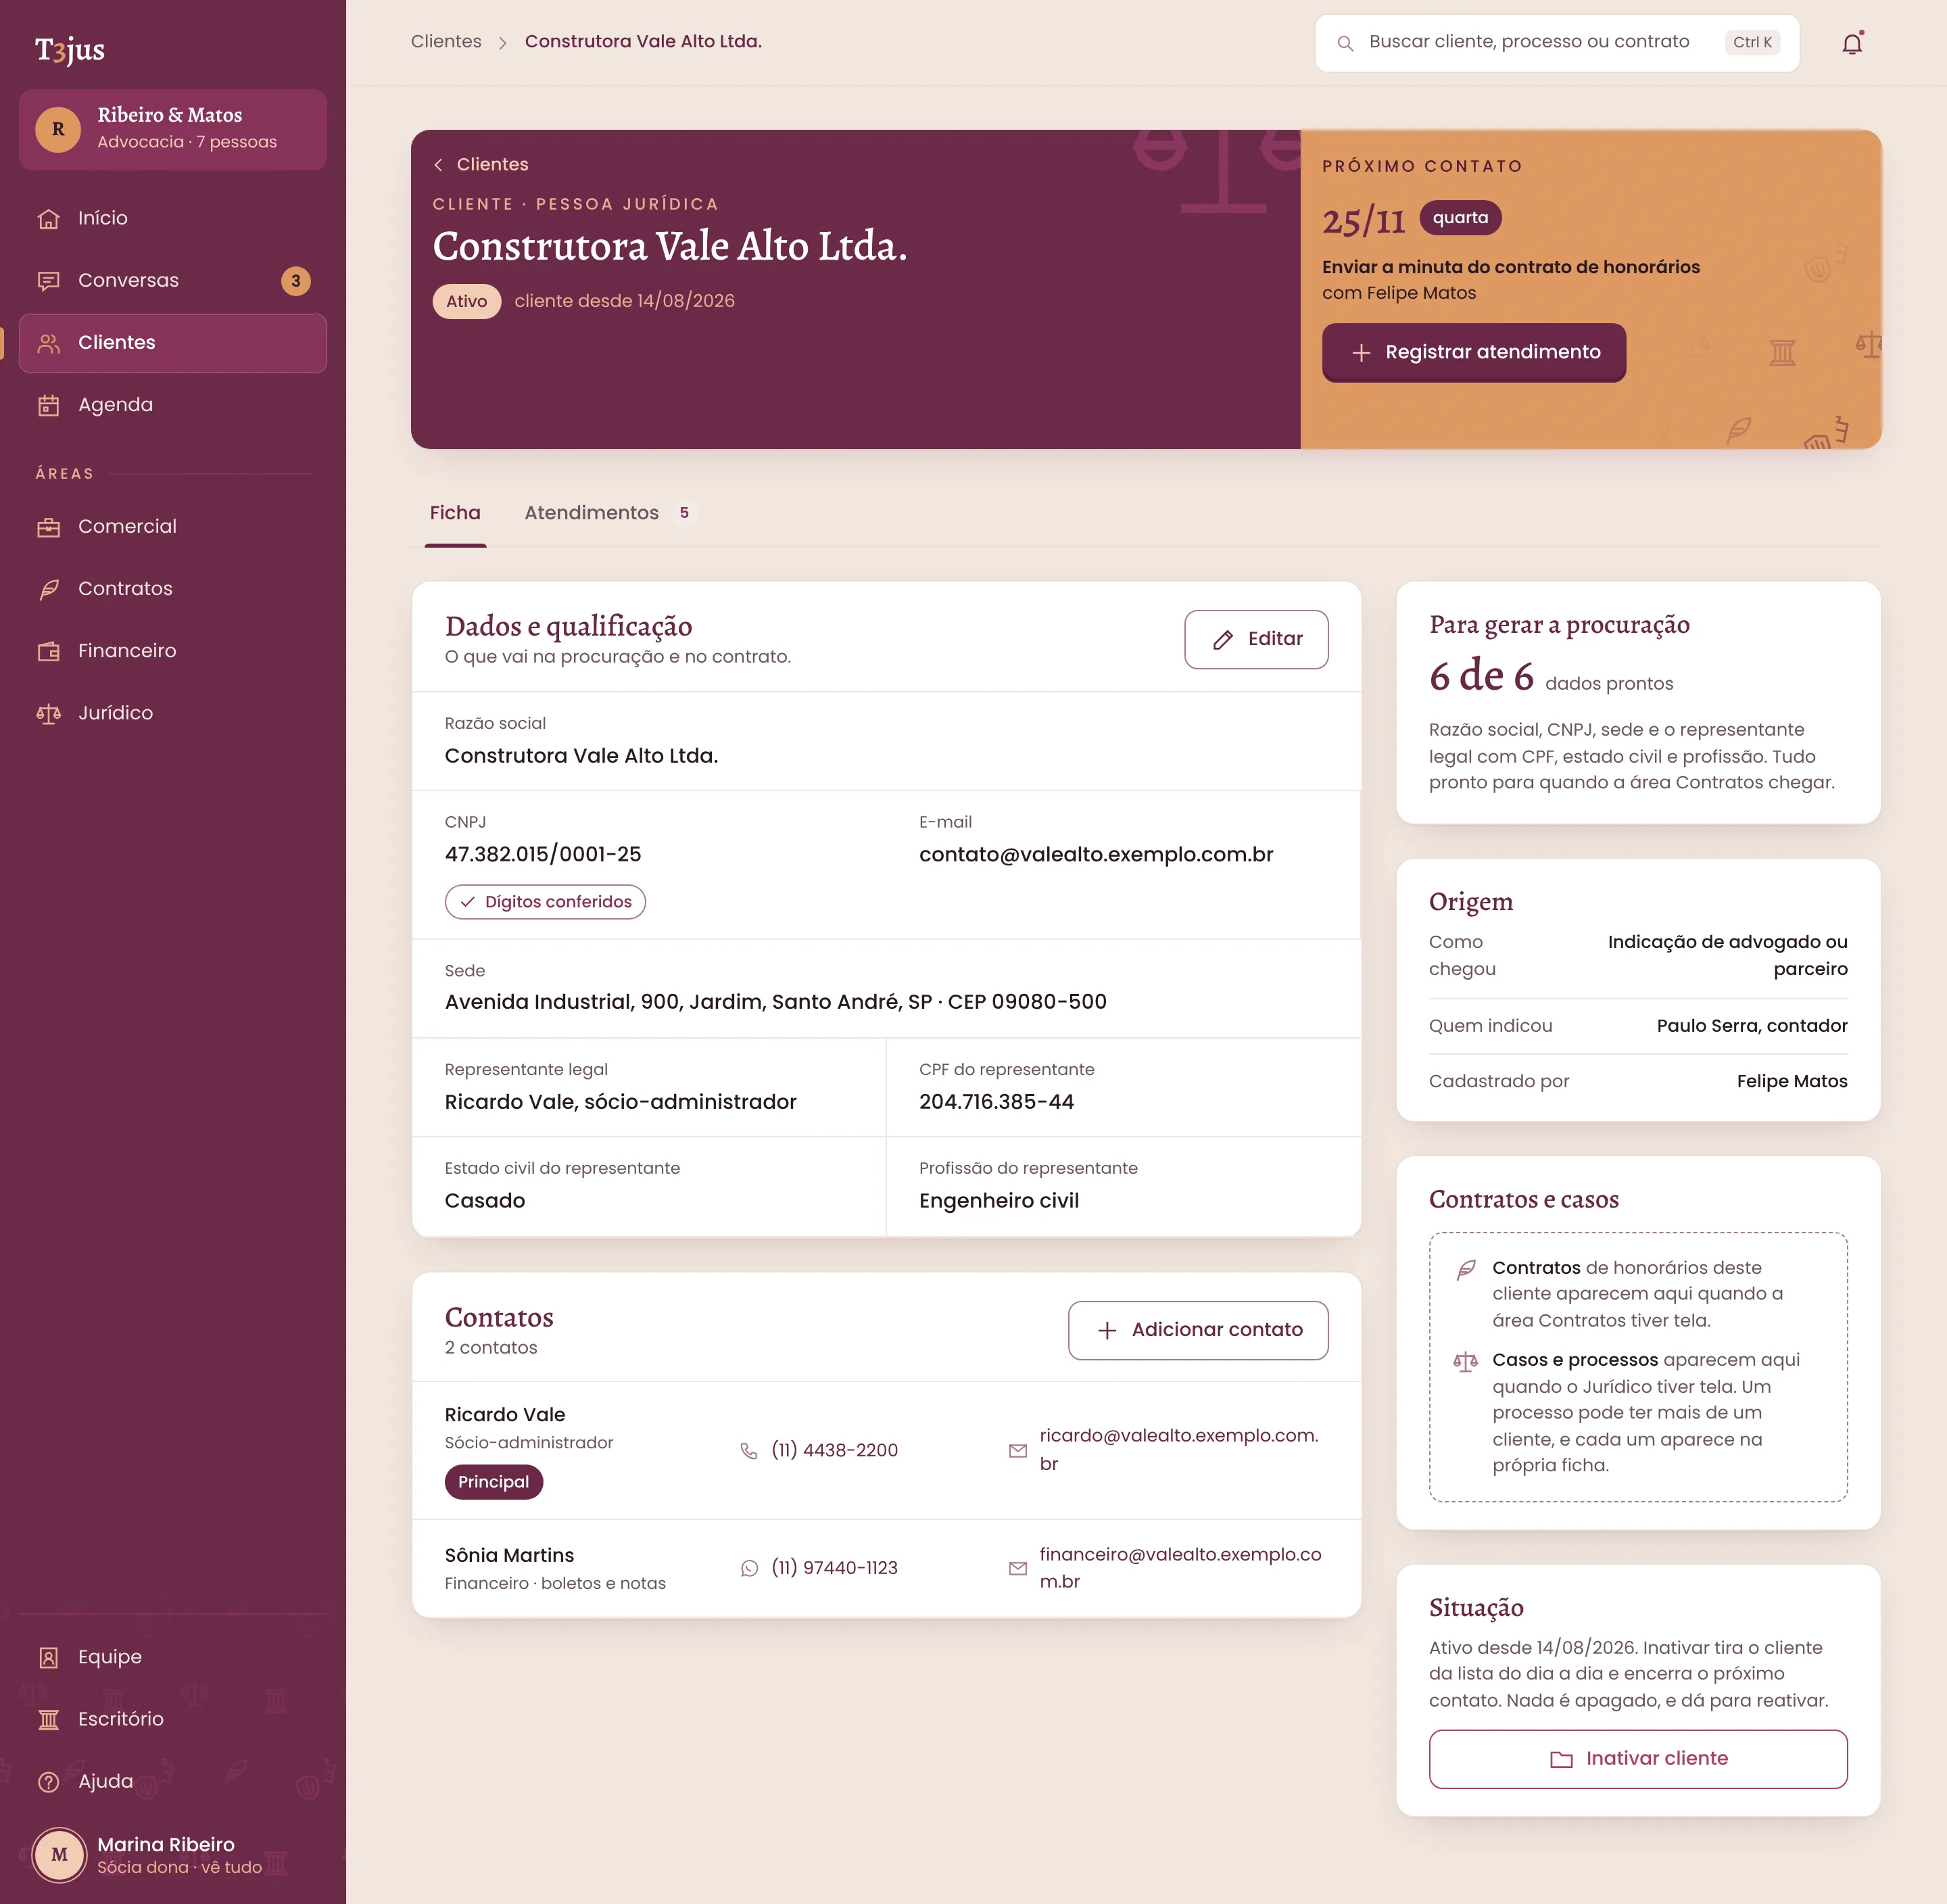 T3jus
R
Ribeiro & Matos
Advocacia · 7 pessoas
Início
Conversas
3
Clientes
Agenda
ÁREAS
Comercial
Contratos
Financeiro
Jurídico
Equipe
Escritório
Ajuda
M
Marina Ribeiro
Sócia dona · vê tudo
Clientes
Construtora Vale Alto Ltda.
Buscar cliente, processo ou contrato
Ctrl K
Clientes
CLIENTE · PESSOA JURÍDICA
Construtora Vale Alto Ltda.
Ativo
cliente desde 14/08/2026
PRÓXIMO CONTATO
25/11
quarta
Enviar a minuta do contrato de honorários
com Felipe Matos
Registrar atendimento
Ficha
Atendimentos
5
Dados e qualificação
O que vai na procuração e no contrato.
Editar
Razão social
Construtora Vale Alto Ltda.
CNPJ
47.382.015/0001-25
Dígitos conferidos
E-mail
contato@valealto.exemplo.com.br
Sede
Avenida Industrial, 900, Jardim, Santo André, SP · CEP 09080-500
Representante legal
Ricardo Vale, sócio-administrador
CPF do representante
204.716.385-44
Estado civil do representante
Casado
Profissão do representante
Engenheiro civil
Contatos
2 contatos
Adicionar contato
Ricardo Vale
Sócio-administrador
Principal
(11) 4438-2200
ricardo@valealto.exemplo.com.
br
Sônia Martins
Financeiro · boletos e notas
(11) 97440-1123
financeiro@valealto.exemplo.co
m.br
Para gerar a procuração
6 de 6 dados prontos
Razão social, CNPJ, sede e o representante
legal com CPF, estado civil e profissão. Tudo
pronto para quando a área Contratos chegar.
Origem
Como
chegou
Indicação de advogado ou
parceiro
Quem indicou
Paulo Serra, contador
Cadastrado por
Felipe Matos
Contratos e casos
Contratos de honorários deste
cliente aparecem aqui quando a
área Contratos tiver tela.
Casos e processos aparecem aqui
quando o Jurídico tiver tela. Um
processo pode ter mais de um
cliente, e cada um aparece na
própria ficha.
Situação
Ativo desde 14/08/2026. Inativar tira o cliente
da lista do dia a dia e encerra o próximo
contato. Nada é apagado, e dá para reativar.
Inativar cliente